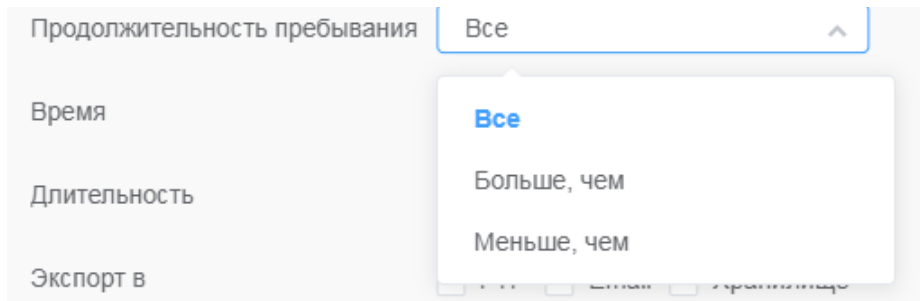 Продолжительность пребывания Все
Время
Все
Больше, чем
Длительность
Меньше, чем
Экспорт в